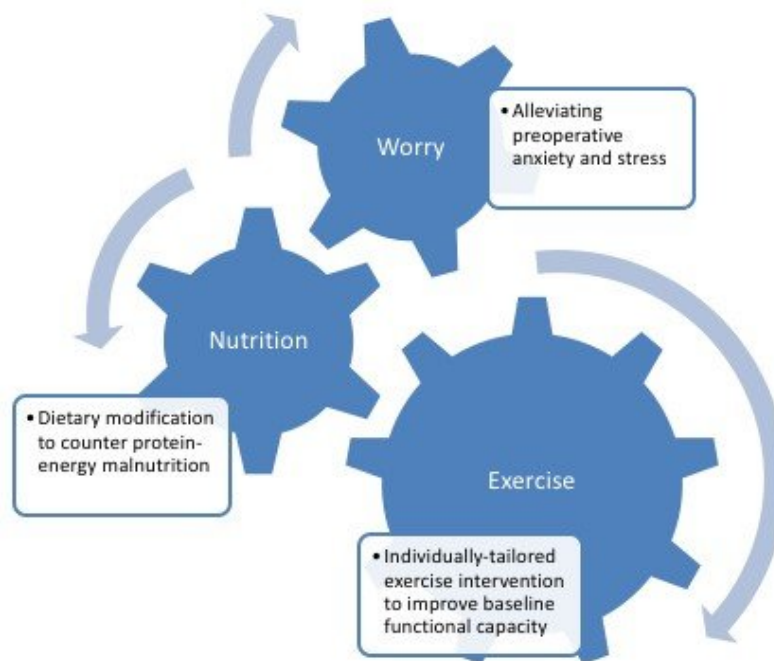 Worry
• Alleviating
preoperative
anxiety and stress
Nutrition
• Dietary modification
to counter protein-
energy malnutrition
Exercise
• Individually-tailored
exercise intervention
to improve baseline
functional capacity